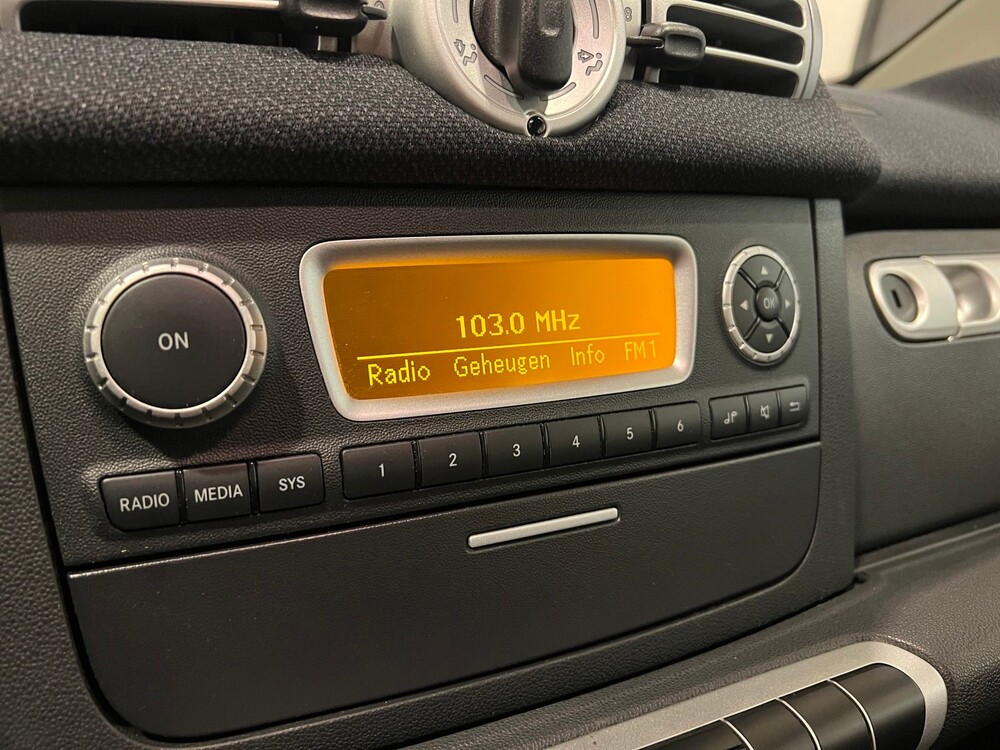 ON
103.0 MHz
Radio Geheugen Info FM1
OK
RADIO MEDIA SYS
1 2 3 4 5 6